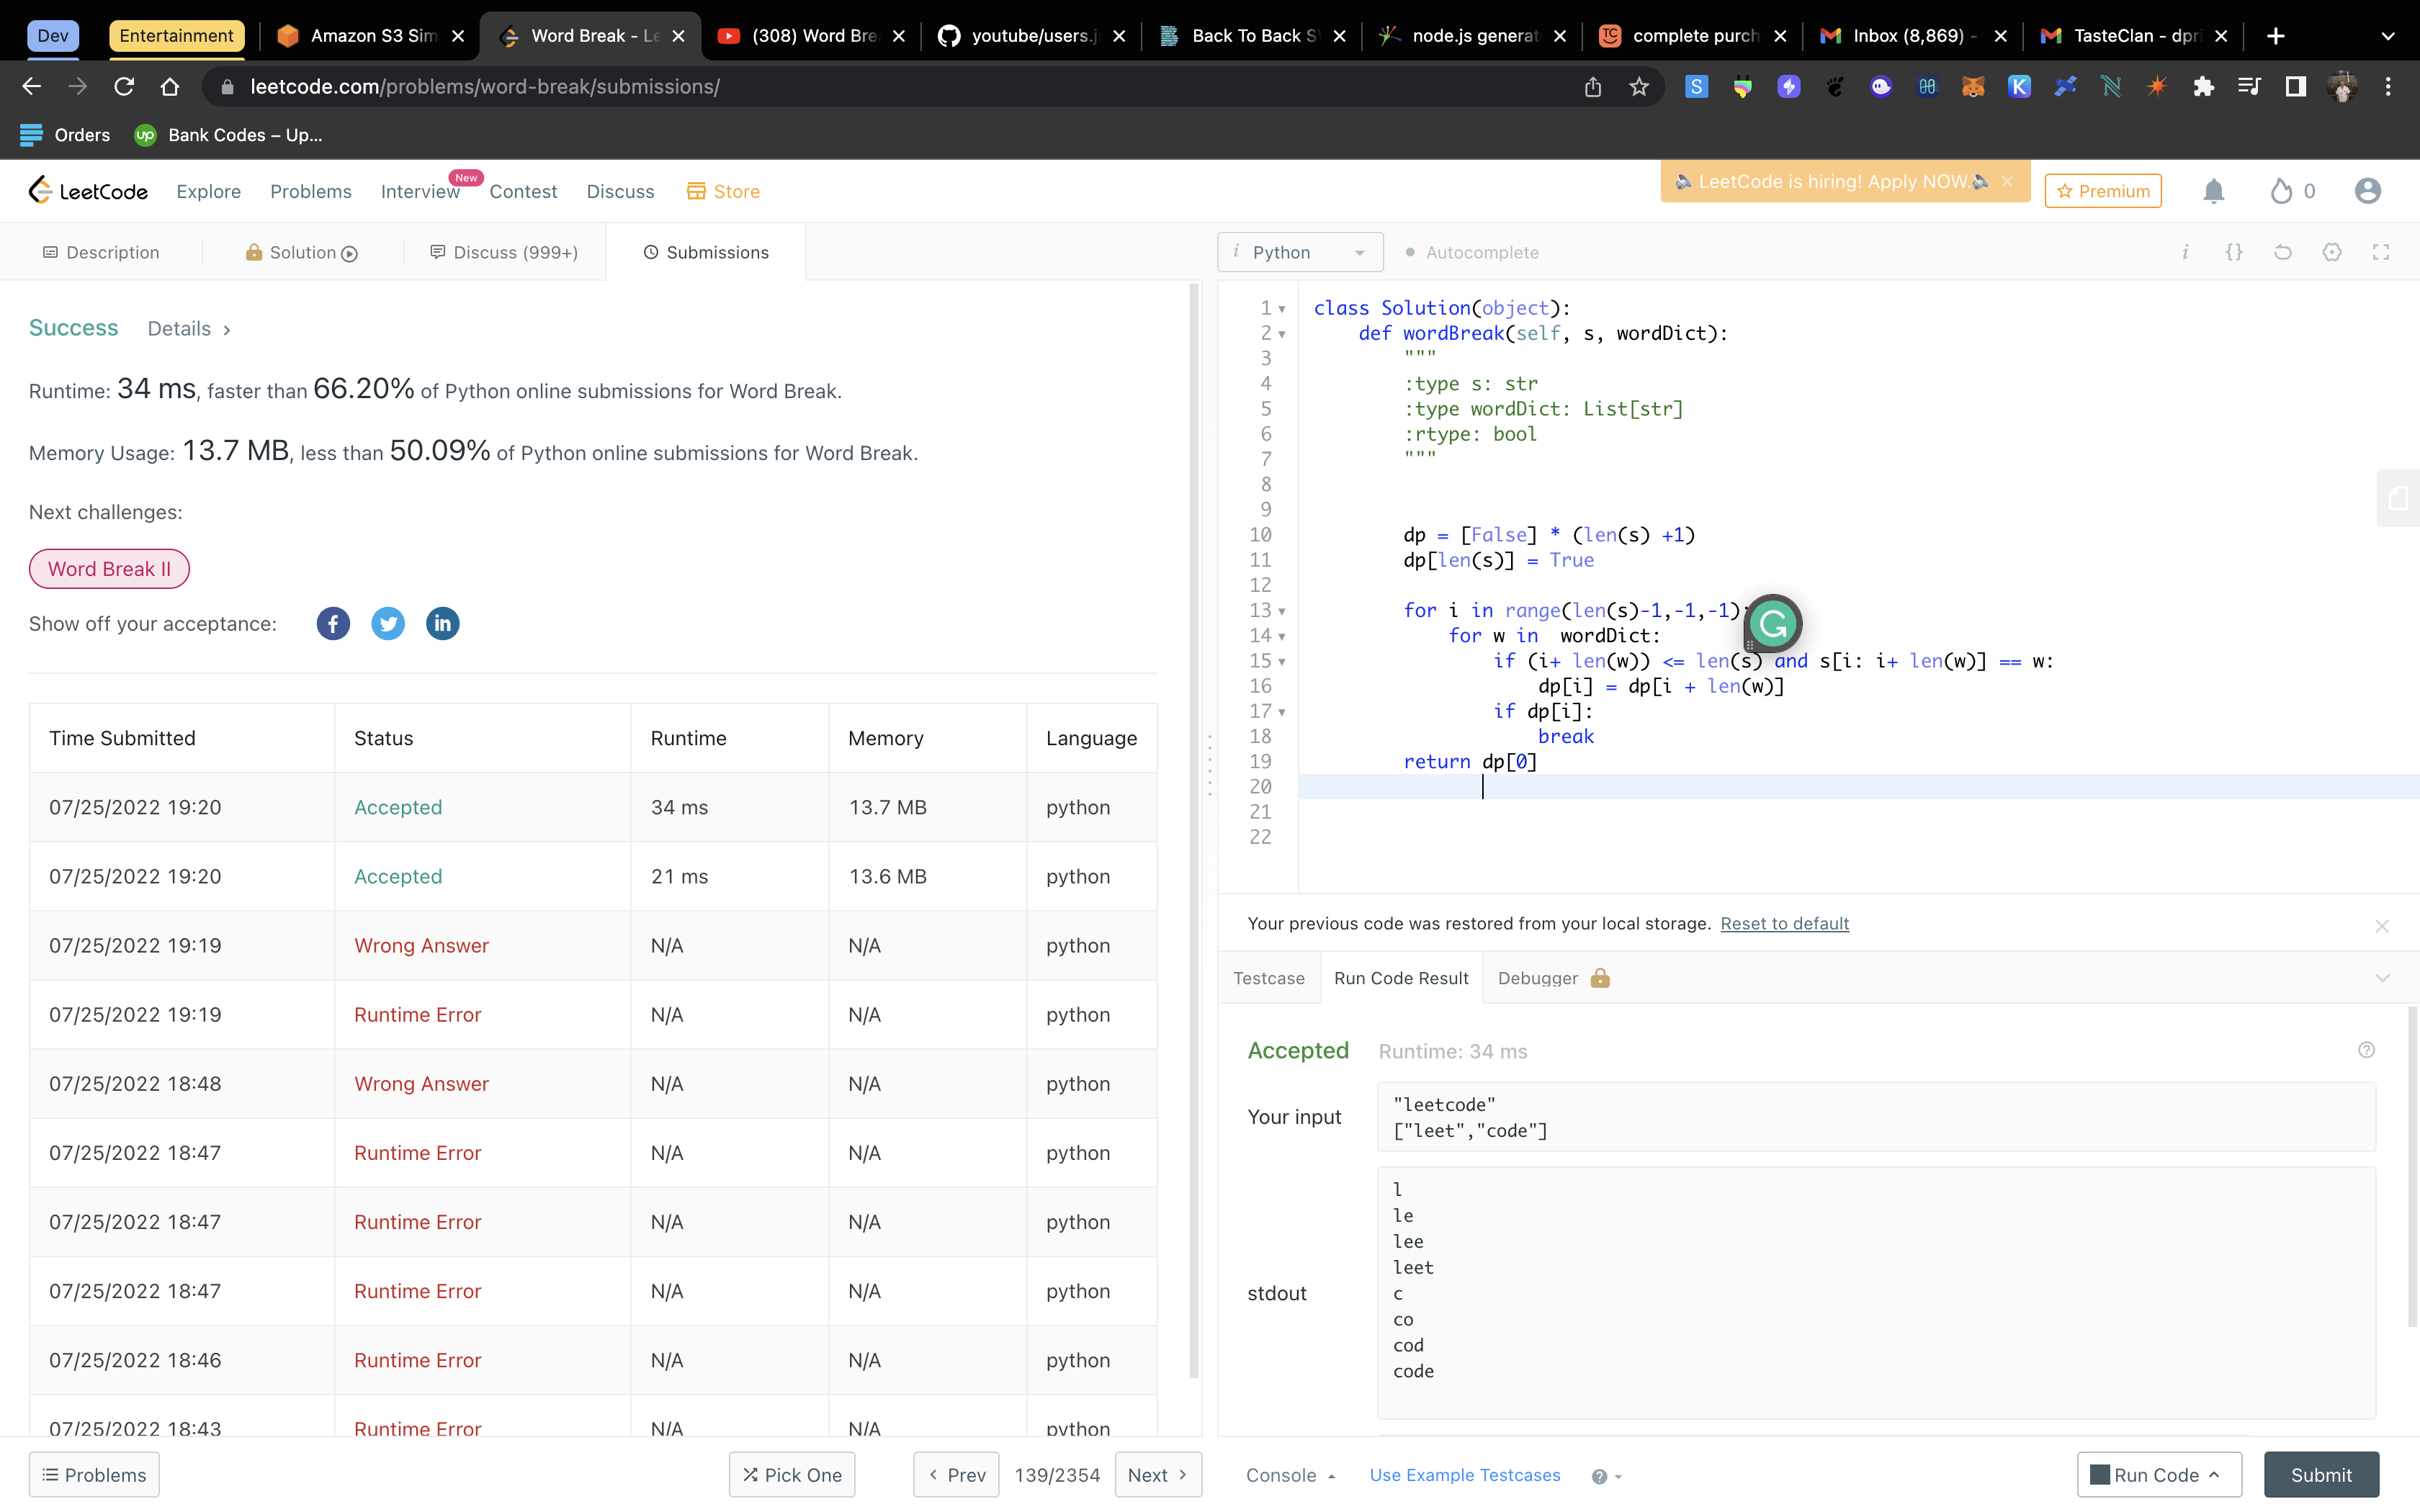 Dev
Entertainment
Amazon S3 Sim
Word Break - Le
(308) Word Bre
youtube/users.j
Back To Back S
node.js generat
complete purch
Inbox (8,869) -
TasteClan - dpri
leetcode.com/problems/word-break/submissions/
Orders
Bank Codes – Up...
LeetCode
Explore
Problems
Interview
New
Contest
Discuss
Store
LeetCode is hiring! Apply NOW.
Premium
0
Description
Solution
Discuss (999+)
Submissions
Python
Autocomplete
Success Details >
Runtime: 34 ms, faster than 66.20% of Python online submissions for Word Break.
Memory Usage: 13.7 MB, less than 50.09% of Python online submissions for Word Break.
Next challenges:
Word Break II
Show off your acceptance:
Time Submitted Status Runtime Memory Language
07/25/2022 19:20 Accepted 34 ms 13.7 MB python
07/25/2022 19:20 Accepted 21 ms 13.6 MB python
07/25/2022 19:19 Wrong Answer N/A N/A python
07/25/2022 19:19 Runtime Error N/A N/A python
07/25/2022 18:48 Wrong Answer N/A N/A python
07/25/2022 18:47 Runtime Error N/A N/A python
07/25/2022 18:47 Runtime Error N/A N/A python
07/25/2022 18:47 Runtime Error N/A N/A python
07/25/2022 18:46 Runtime Error N/A N/A python
07/25/2022 18:43 Runtime Error N/A N/A python
1 class Solution(object):
2 def wordBreak(self, s, wordDict):
3 """
4 :type s: str
5 :type wordDict: List[str]
6 :rtype: bool
7 """
8
9
10 dp = [False] * (len(s) +1)
11 dp[len(s)] = True
12
13 for i in range(len(s)-1,-1,-1):
14 for w in  wordDict:
15 if (i+ len(w)) <= len(s) and s[i: i+ len(w)] == w:
16 dp[i] = dp[i + len(w)]
17 if dp[i]:
18 break
19 return dp[0]
20
21
22
Your previous code was restored from your local storage. Reset to default
Testcase
Run Code Result
Debugger
Accepted Runtime: 34 ms
Your input
"leetcode"
["leet","code"]
stdout
l
le
lee
leet
c
co
cod
code
Problems
Pick One
< Prev
139/2354
Next >
Console
Use Example Testcases
Run Code
Submit